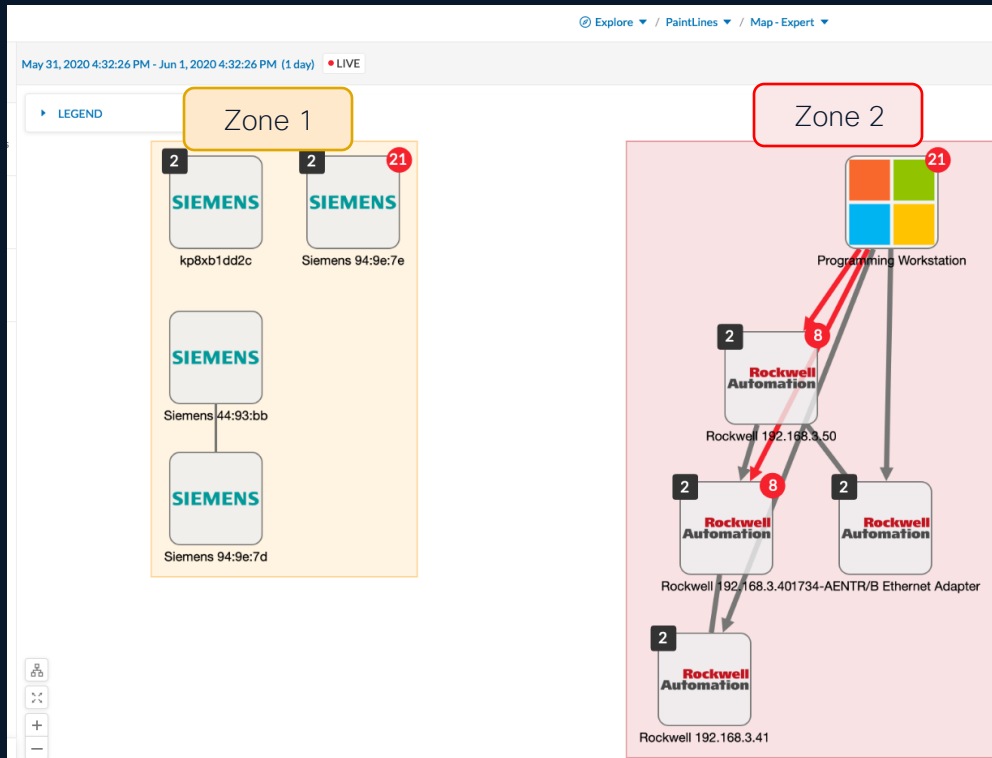 Explore / PaintLines / Map - Expert
May 31, 2020 4:32:26 PM - Jun 1, 2020 4:32:26 PM (1 day) LIVE
LEGEND
Zone 1
Zone 2
2
SIEMENS
kp8xb1dd2c
2
21
SIEMENS
Siemens 94:9e:7e
SIEMENS
Siemens 44:93:bb
SIEMENS
Siemens 94:9e:7d
21
Programming Workstation
2
8
Rockwell
Automation
Rockwell 192.168.3.50
2
8
Rockwell
Automation
Rockwell 192.168.3.40
2
Rockwell
Automation
1734-AENTR/B Ethernet Adapter
2
Rockwell
Automation
Rockwell 192.168.3.41
+
−